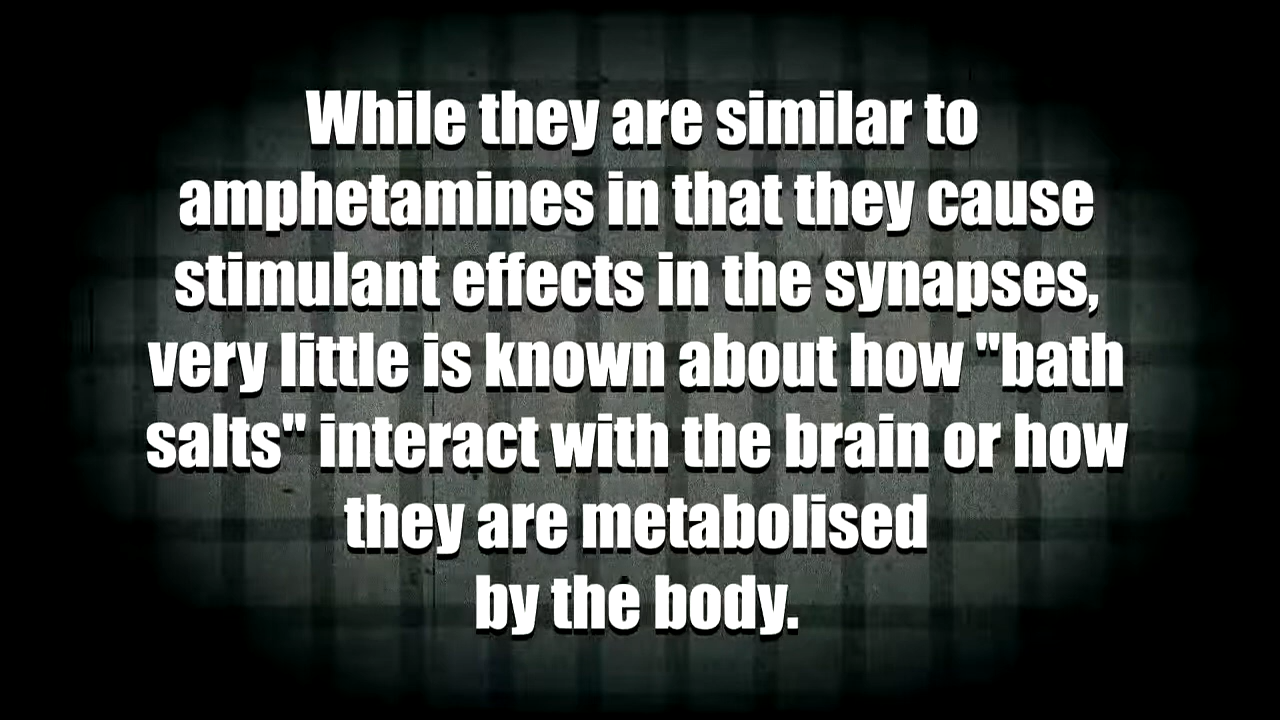 While they are similar to
amphetamines in that they cause
stimulant effects in the synapses,
very little is known about how "bath
salts" interact with the brain or how
they are metabolised
by the body.